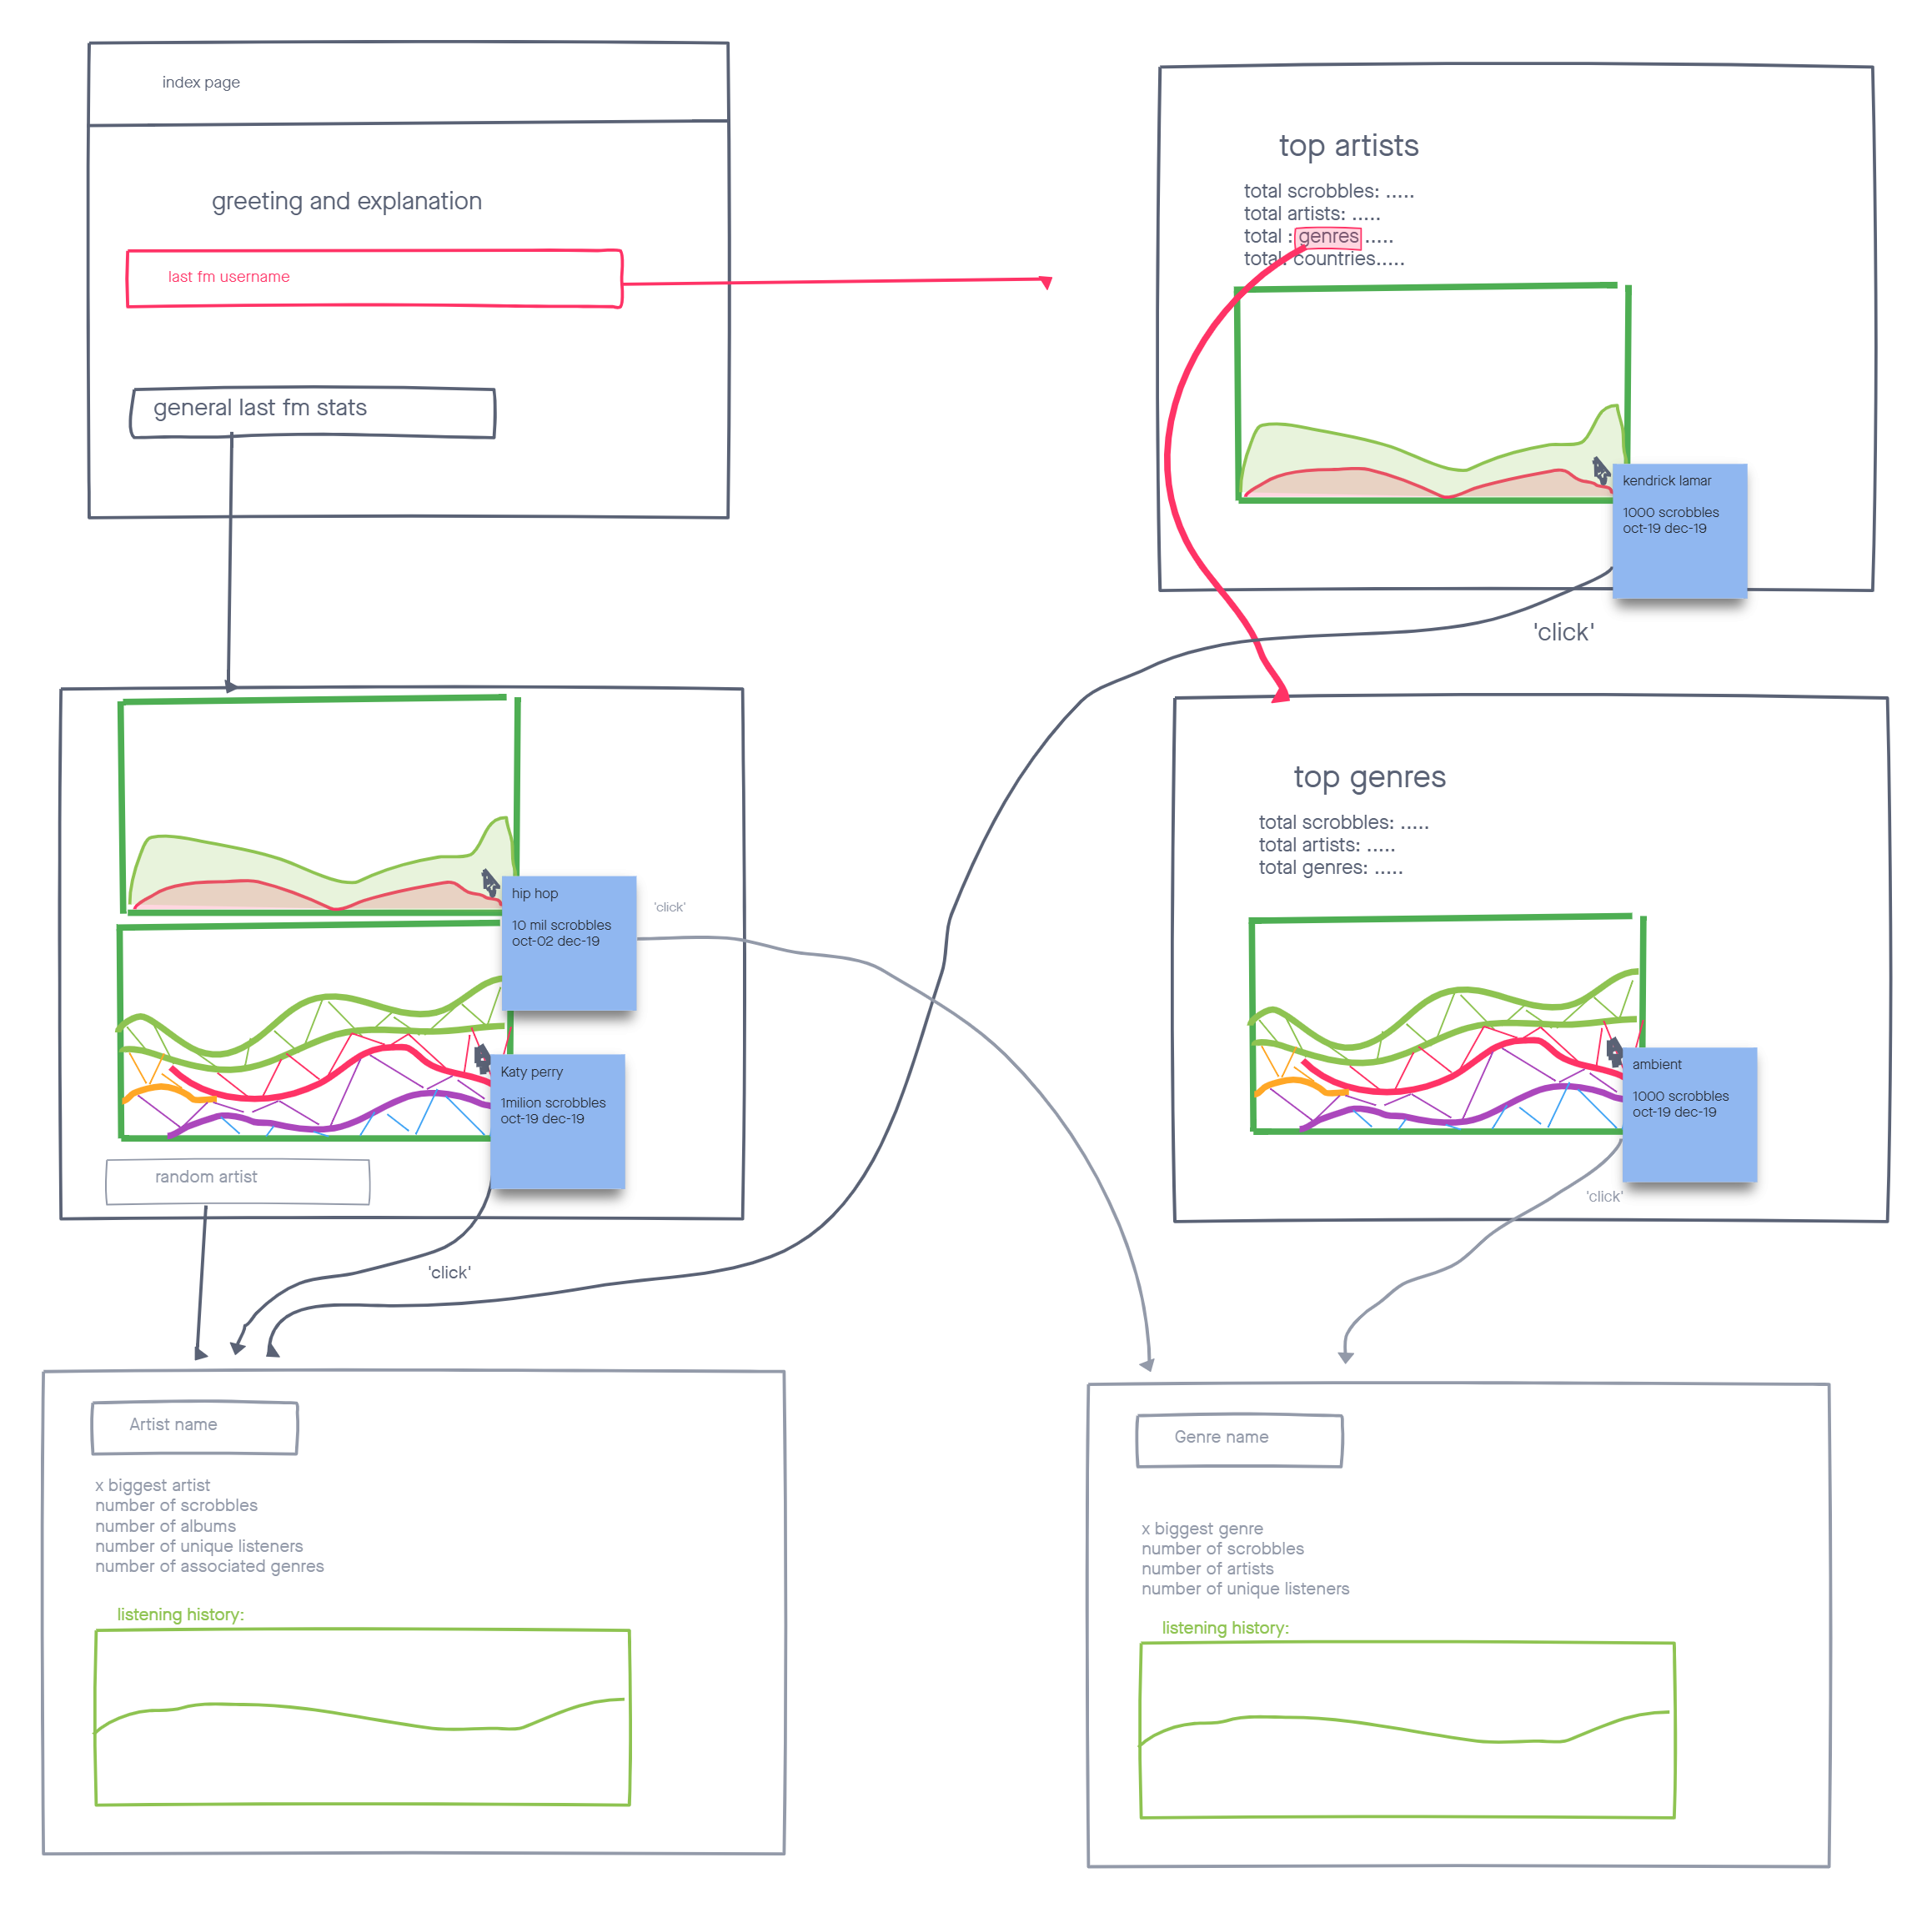 index page
greeting and explanation
last fm username
general last fm stats
top artists
total scrobbles: .....
total artists: .....
total : genres .....
total: countries.....
kendrick lamar
1000 scrobbles
oct-19 dec-19
'click'
hip hop
10 mil scrobbles
oct-02 dec-19
'click'
Katy perry
1milion scrobbles
oct-19 dec-19
random artist
'click'
top genres
total scrobbles: .....
total artists: .....
total genres: .....
ambient
1000 scrobbles
oct-19 dec-19
'click'
Artist name
x biggest artist
number of scrobbles
number of albums
number of unique listeners
number of associated genres
listening history:
Genre name
x biggest genre
number of scrobbles
number of artists
number of unique listeners
listening history: